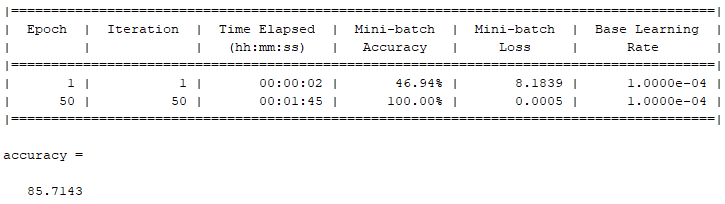 |========================================================================================|
| Epoch | Iteration | Time Elapsed | Mini-batch | Mini-batch | Base Learning |
| | | (hh:mm:ss) | Accuracy | Loss | Rate |
|========================================================================================|
| 1 | 1 | 00:00:02 | 46.94% | 8.1839 | 1.0000e-04 |
| 50 | 50 | 00:01:45 | 100.00% | 0.0005 | 1.0000e-04 |
|========================================================================================|
accuracy =
85.7143